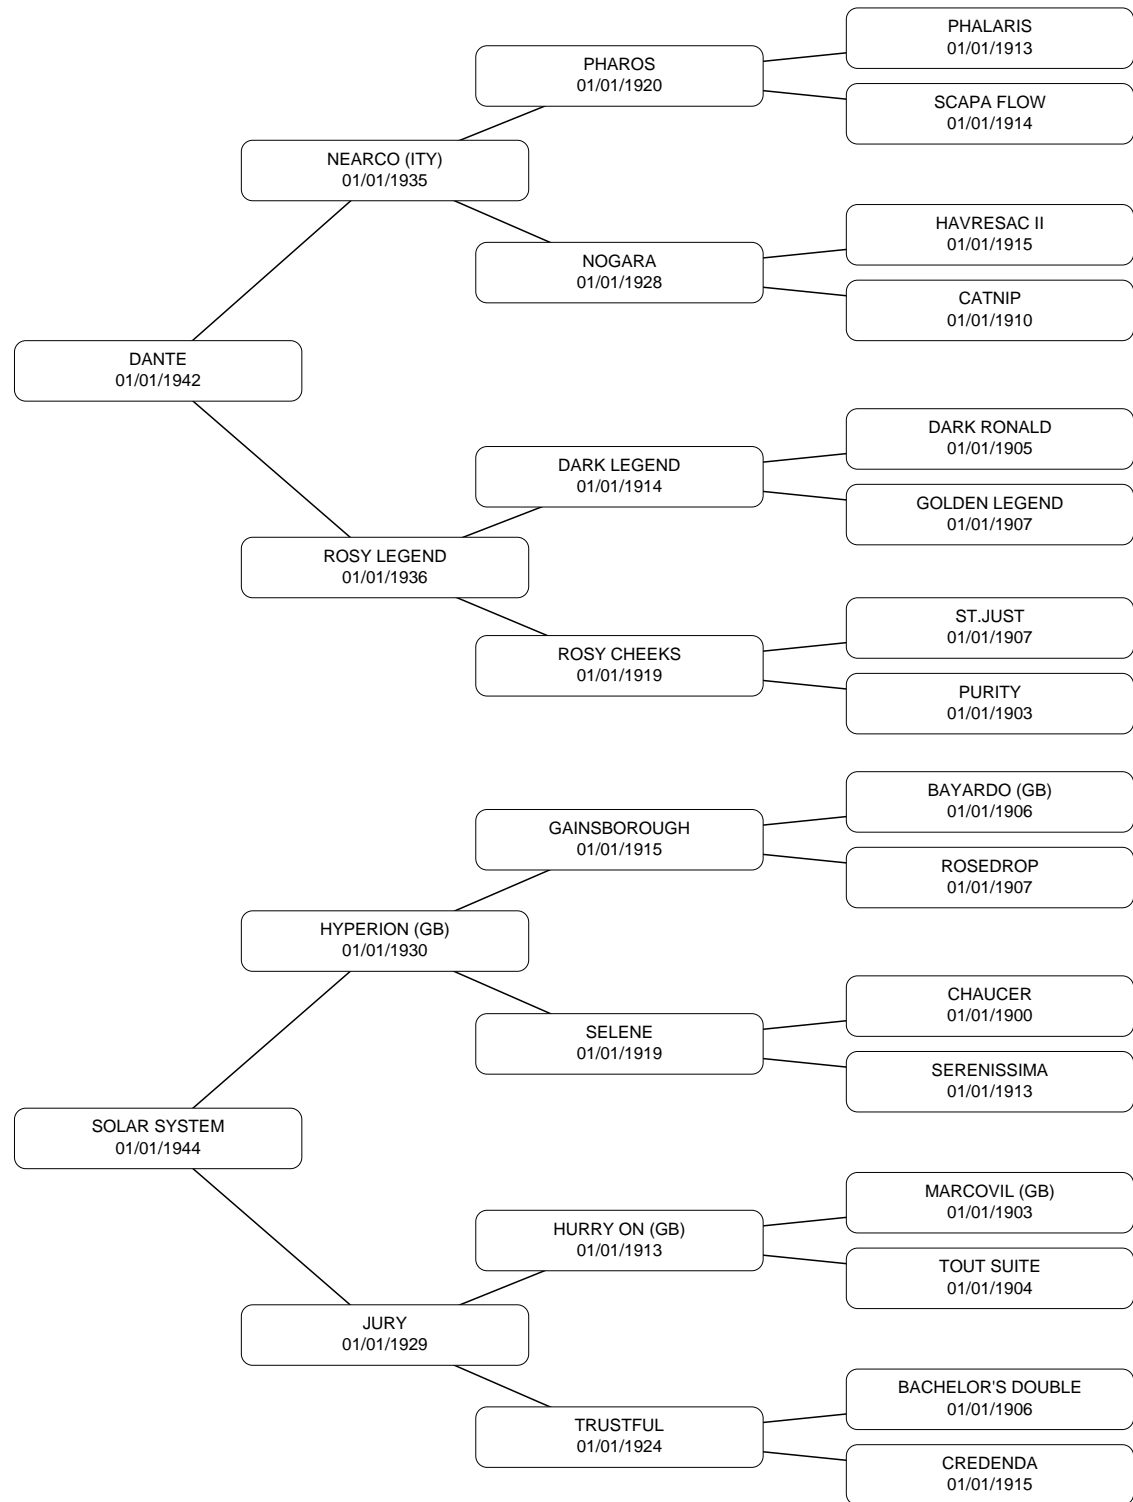 PHALARIS
01/01/1913
PHAROS
01/01/1920
SCAPA FLOW
01/01/1914
NEARCO (ITY)
01/01/1935
HAVRESAC II
01/01/1915
NOGARA
01/01/1928
CATNIP
01/01/1910
DANTE
01/01/1942
DARK RONALD
01/01/1905
DARK LEGEND
01/01/1914
GOLDEN LEGEND
01/01/1907
ROSY LEGEND
01/01/1936
ST.JUST
01/01/1907
ROSY CHEEKS
01/01/1919
PURITY
01/01/1903
BAYARDO (GB)
01/01/1906
GAINSBOROUGH
01/01/1915
ROSEDROP
01/01/1907
HYPERION (GB)
01/01/1930
CHAUCER
01/01/1900
SELENE
01/01/1919
SERENISSIMA
01/01/1913
SOLAR SYSTEM
01/01/1944
MARCOVIL (GB)
01/01/1903
HURRY ON (GB)
01/01/1913
TOUT SUITE
01/01/1904
JURY
01/01/1929
BACHELOR'S DOUBLE
01/01/1906
TRUSTFUL
01/01/1924
CREDENDA
01/01/1915